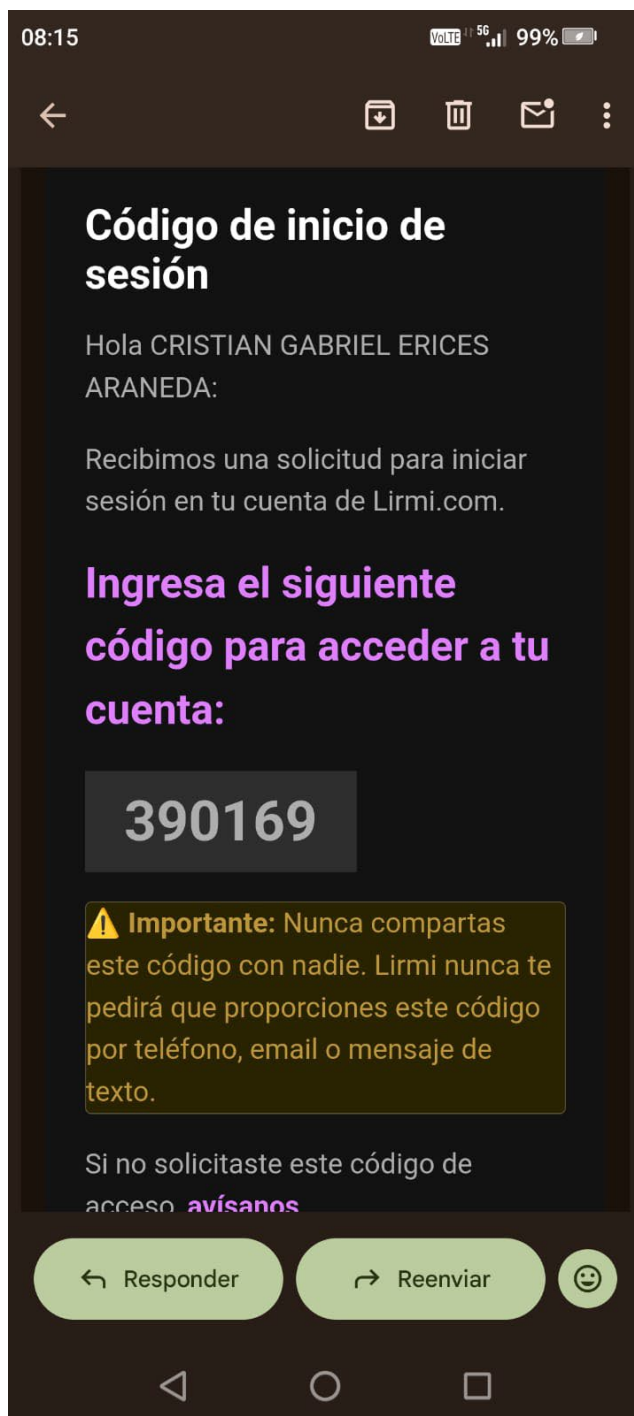 08:15
VoLTE 5G 99%
Código de inicio de
sesión
Hola CRISTIAN GABRIEL ERICES
ARANEDA:
Recibimos una solicitud para iniciar
sesión en tu cuenta de Lirmi.com.
Ingresa el siguiente
código para acceder a tu
cuenta:
390169
⚠️ Importante: Nunca compartas
este código con nadie. Lirmi nunca te
pedirá que proporciones este código
por teléfono, email o mensaje de
texto.
Si no solicitaste este código de
acceso, avísanos
Responder
Reenviar